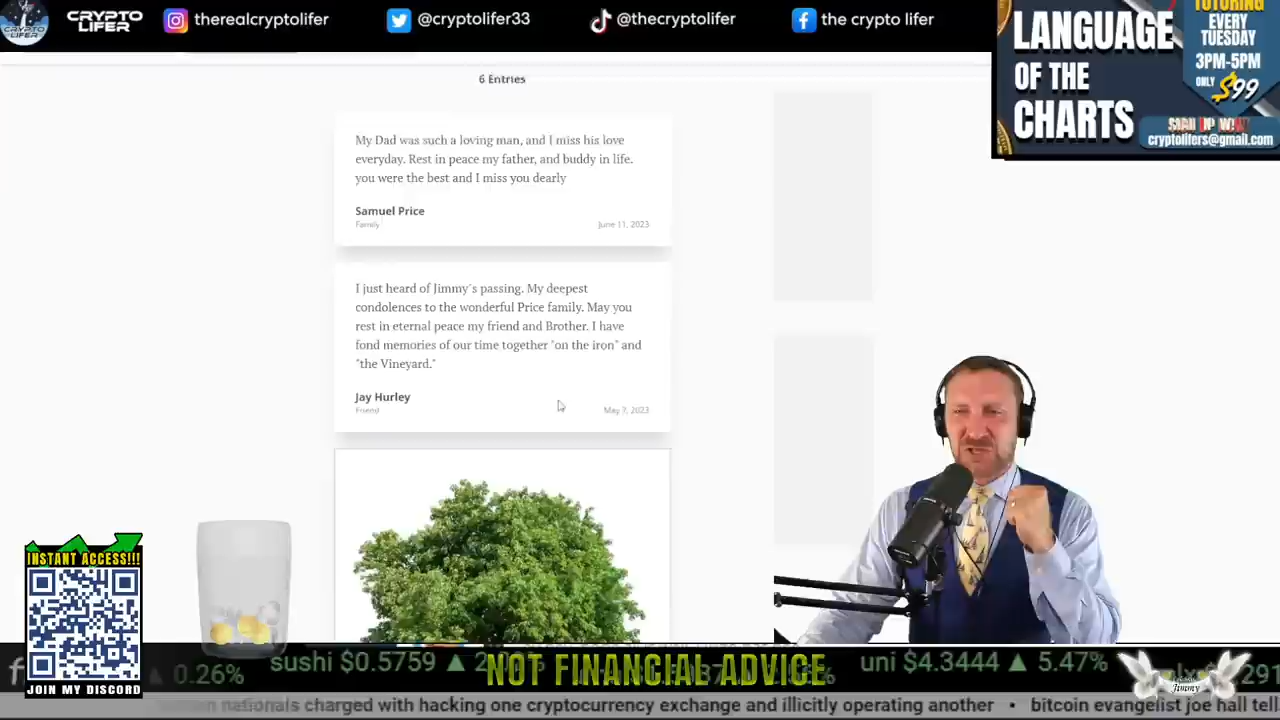 CRYPTO
LIFER
CRYPTO
LIFER
therealcryptolifer
@cryptolifer33
@thecryptolifer
the crypto lifer
LANGUAGE
OF THE
CHARTS
TUTORING
EVERY
TUESDAY
3PM-5PM
ONLY $99
cryptolifers@gmail.com
6 Entries
My Dad was such a loving man, and I miss his love
everyday. Rest in peace my father, and buddy in life.
you were the best and I miss you dearly
Samuel Price
Family
June 11, 2023
I just heard of Jimmy's passing. My deepest
condolences to the wonderful Price family. May you
rest in eternal peace my friend and Brother. I have
fond memories of our time together "on the iron" and
"the Vineyard."
Jay Hurley
Friend
May 7, 2023
INSTANT ACCESS!!!
JOIN MY DISCORD
▲ 0.26%
sushi $0.5759 ▲
NOT FINANCIAL ADVICE
uni $4.3444 ▲ 5.47%
Jimmy
nationals charged with hacking one cryptocurrency exchange and illicitly operating another • bitcoin evangelist joe hall tell